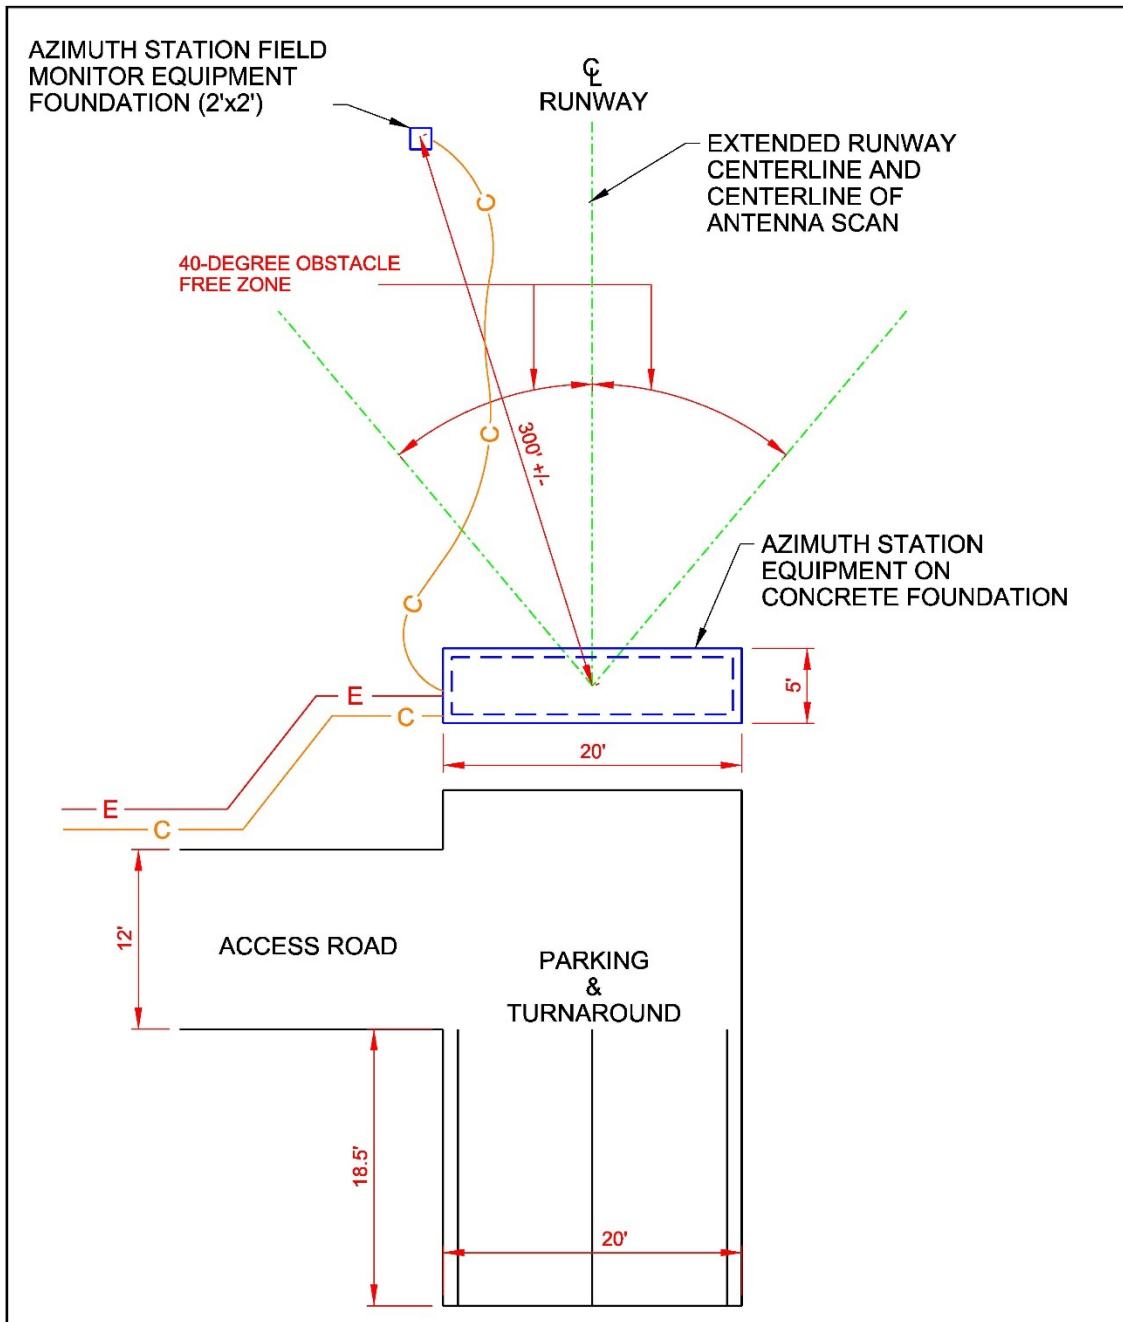 AZIMUTH STATION FIELD
MONITOR EQUIPMENT
FOUNDATION (2'x2')
℄
RUNWAY
EXTENDED RUNWAY
CENTERLINE AND
CENTERLINE OF
ANTENNA SCAN
C
40-DEGREE OBSTACLE
FREE ZONE
C
300' +/-
AZIMUTH STATION
EQUIPMENT ON
CONCRETE FOUNDATION
C
5'
E
C
20'
E
C
12'
ACCESS ROAD
PARKING
&
TURNAROUND
18.5'
20'